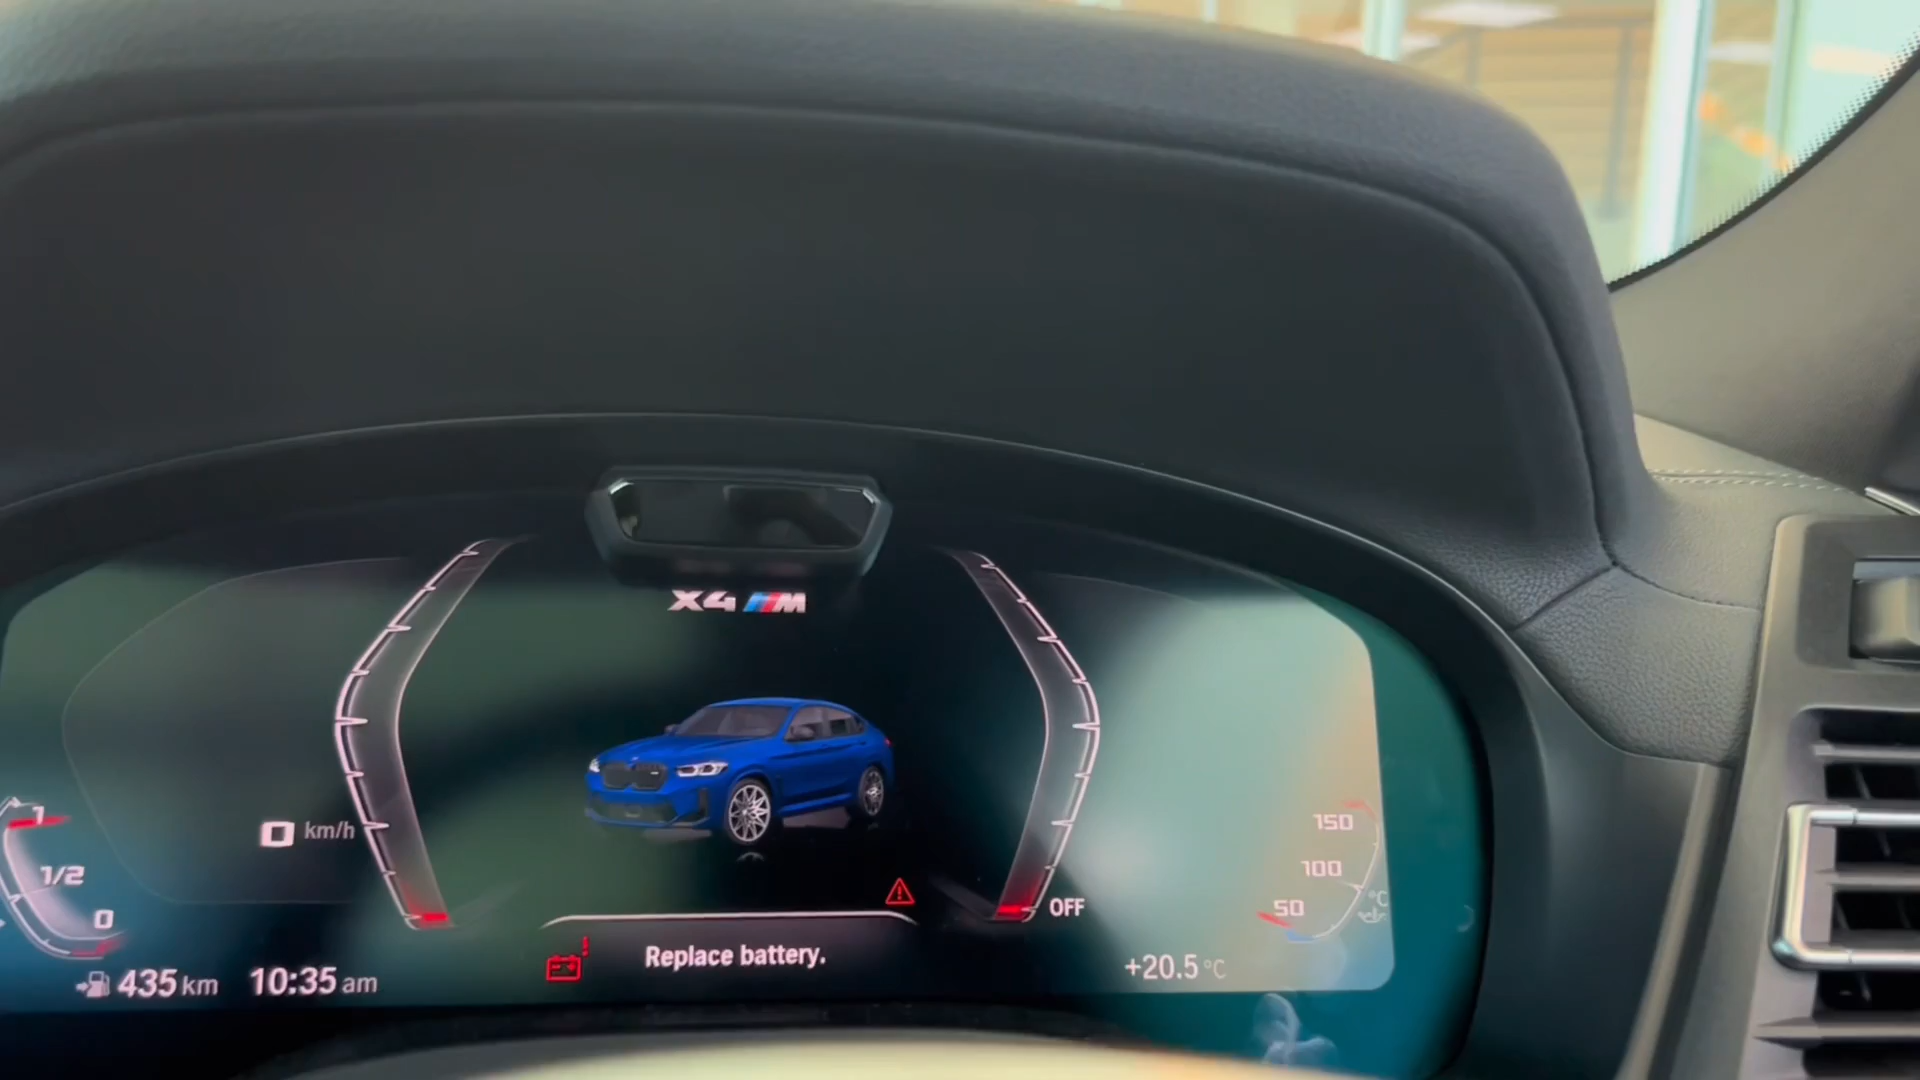 X4 M
0 km/h
1
1/2
0
150
100
50
°C
OFF
Replace battery.
435 km
10:35 am
+20.5 °C